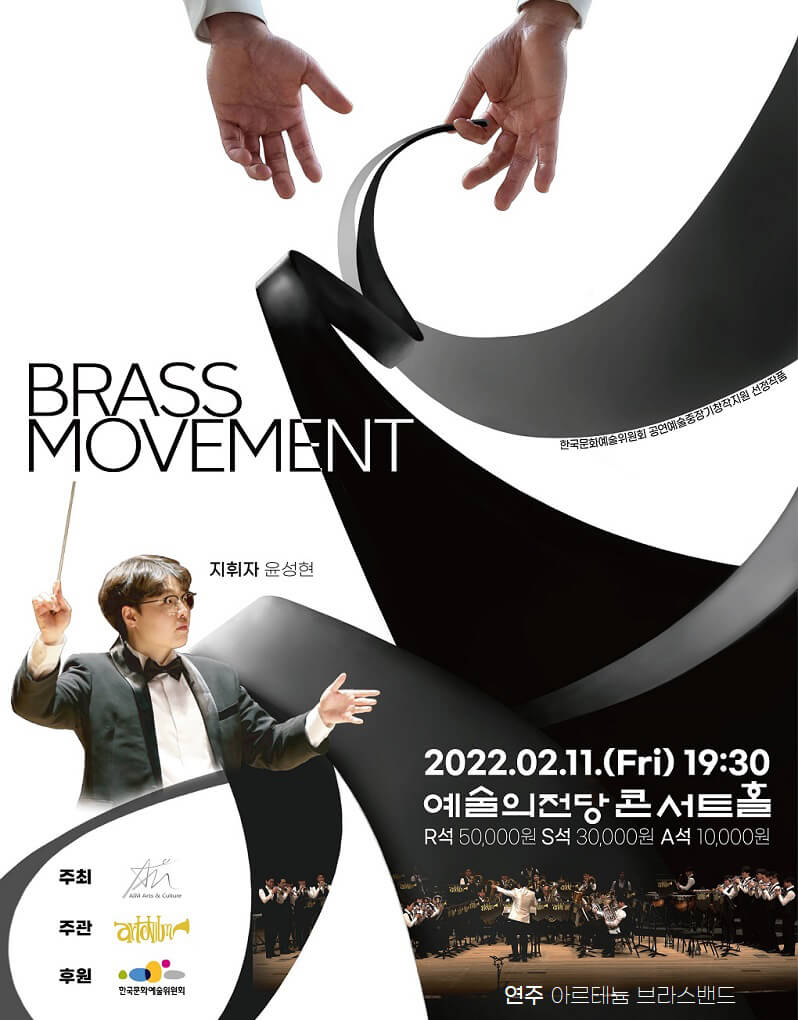 BRASS
MOVEMENT
한국문화예술위원회 공연예술중장기창작지원 선정작품
지휘자 윤성현
2022.02.11.(Fri) 19:30
예술의전당 콘서트홀
R석 50,000원 S석 30,000원 A석 10,000원
주최
AIM Arts & Culture
주관
후원
한국문화예술위원회
연주 아르테늄 브라스밴드